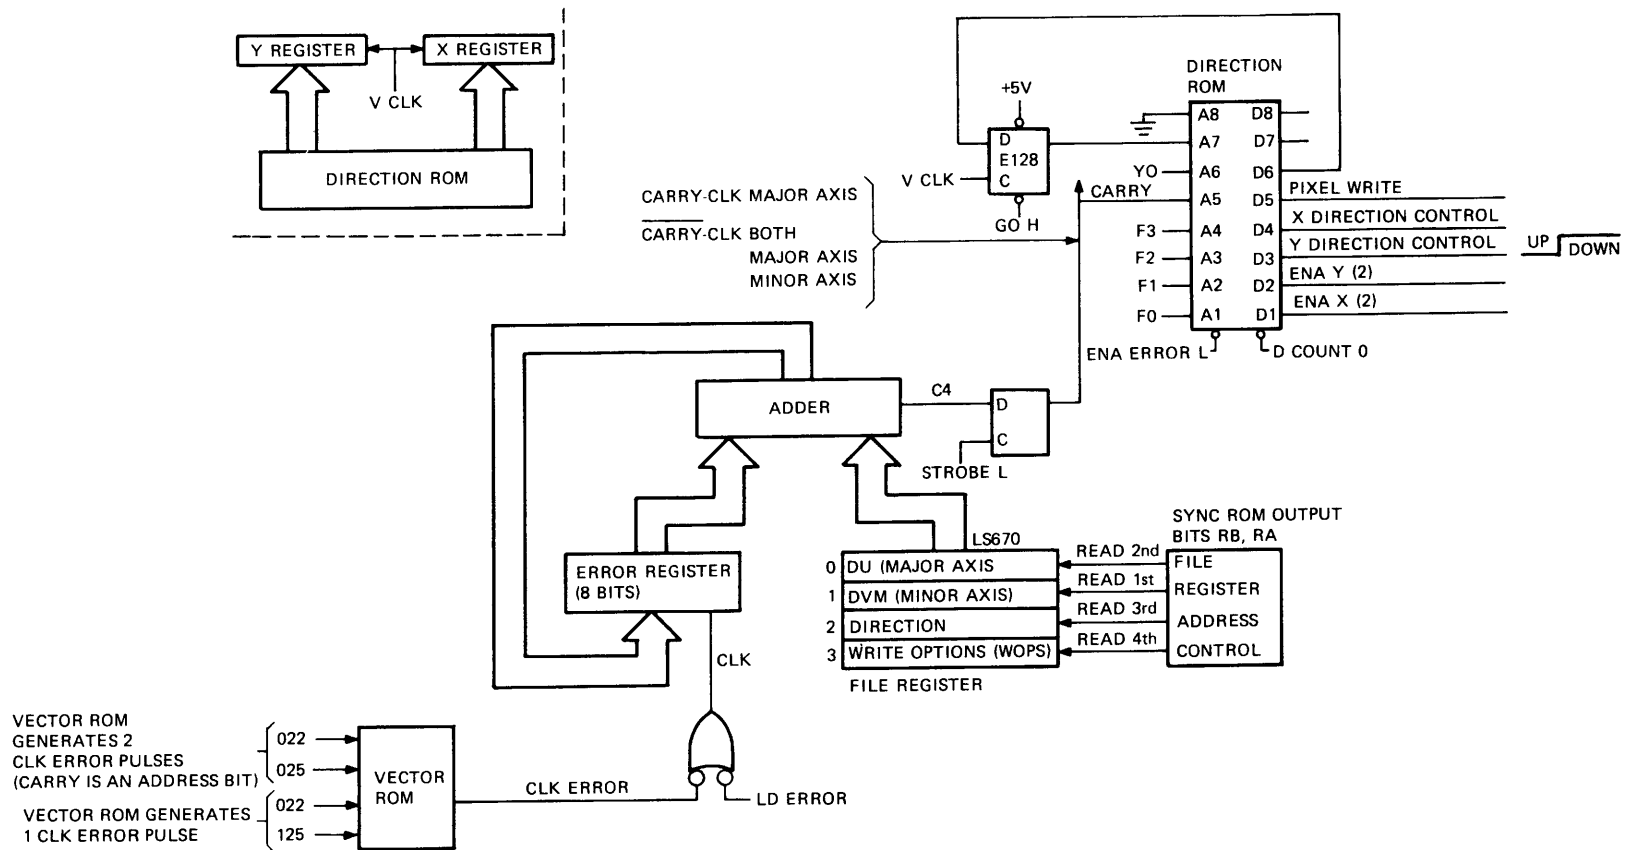 Y REGISTER
X REGISTER
V CLK
DIRECTION ROM
DIRECTION
ROM
+5V
D
E128
C
V CLK
GO H
A8 D8
A7 D7
YO A6 D6
CARRY A5 D5 PIXEL WRITE
F3 A4 D4 X DIRECTION CONTROL
F2 A3 D3 Y DIRECTION CONTROL UP DOWN
F1 A2 D2 ENA Y (2)
F0 A1 D1 ENA X (2)
ENA ERROR L
D COUNT 0
CARRY-CLK MAJOR AXIS
CARRY-CLK BOTH
MAJOR AXIS
MINOR AXIS
ADDER
C4
D
C
STROBE L
ERROR REGISTER
(8 BITS)
CLK
LS670
0 DU (MAJOR AXIS
1 DVM (MINOR AXIS)
2 DIRECTION
3 WRITE OPTIONS (WOPS)
FILE REGISTER
READ 2nd
READ 1st
READ 3rd
READ 4th
SYNC ROM OUTPUT
BITS RB, RA
FILE
REGISTER
ADDRESS
CONTROL
VECTOR ROM
GENERATES 2
CLK ERROR PULSES
(CARRY IS AN ADDRESS BIT)
022
025
VECTOR ROM GENERATES
1 CLK ERROR PULSE
022
125
VECTOR
ROM
CLK ERROR
LD ERROR